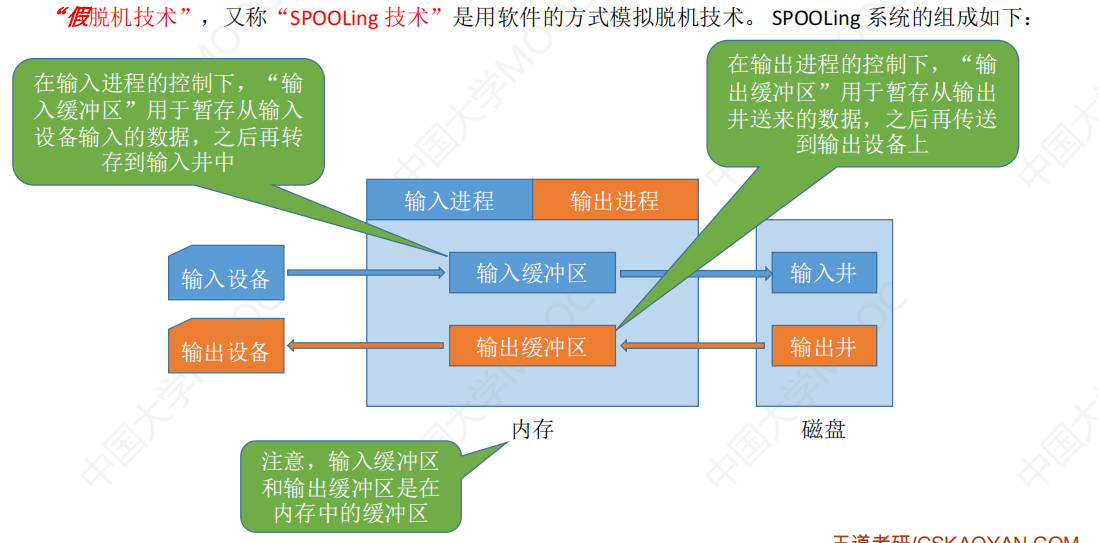 “假脱机技术”，又称“SPOOLing 技术”是用软件的方式模拟脱机技术。 SPOOLing 系统的组成如下：
在输入进程的控制下，“输
入缓冲区”用于暂存从输入
设备输入的数据，之后再转
存到输入井中
在输出进程的控制下，“输
出缓冲区”用于暂存从输出
井送来的数据，之后再传送
到输出设备上
输入进程
输出进程
输入设备
输入缓冲区
输入井
输出设备
输出缓冲区
输出井
内存
磁盘
注意，输入缓冲区
和输出缓冲区是在
内存中的缓冲区
王道考研/CSKAOYAN.COM
中国大学MOOC